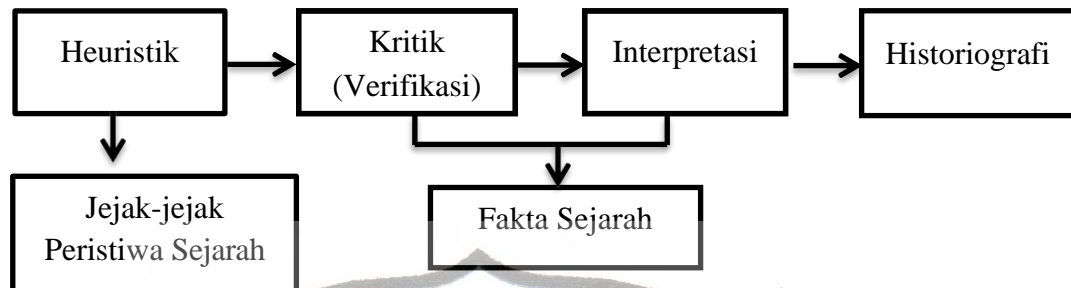 Heuristik
Kritik
(Verifikasi)
Interpretasi
Historiografi
Jejak-jejak
Peristiwa Sejarah
Fakta Sejarah